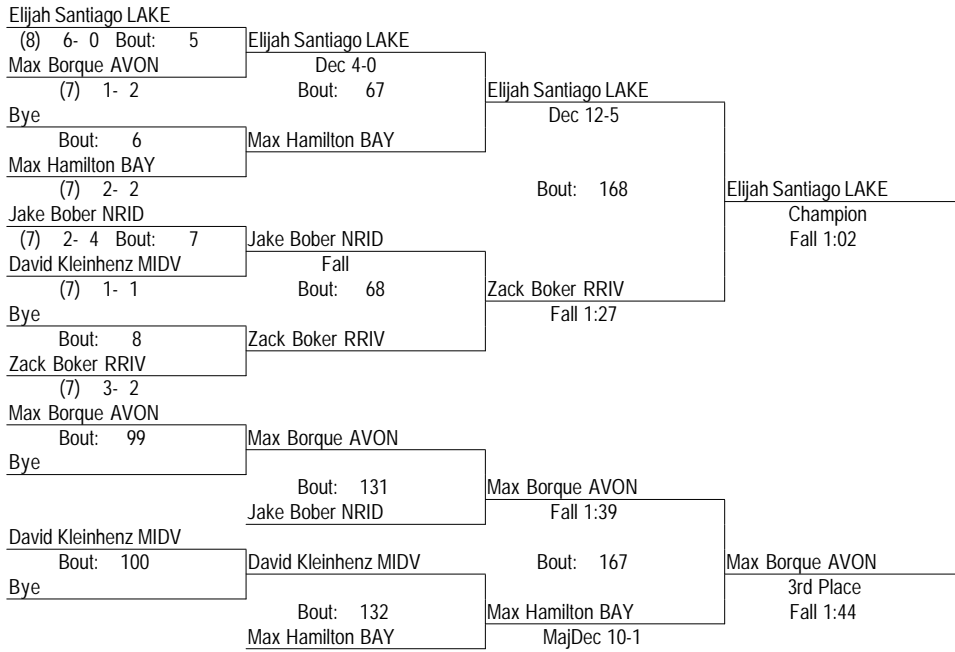 Elijah Santiago LAKE
(8) 6- 0 Bout: 5 Elijah Santiago LAKE
Max Borque AVON Dec 4-0
(7) 1- 2 Bout: 67 Elijah Santiago LAKE
Bye Dec 12-5
Bout: 6 Max Hamilton BAY
Max Hamilton BAY
(7) 2- 2 Bout: 168 Elijah Santiago LAKE
Jake Bober NRID Champion
(7) 2- 4 Bout: 7 Jake Bober NRID Fall 1:02
David Kleinhenz MIDV Fall
(7) 1- 1 Bout: 68 Zack Boker RRIV
Bye Fall 1:27
Bout: 8 Zack Boker RRIV
Zack Boker RRIV
(7) 3- 2
Max Borque AVON
Bout: 99 Max Borque AVON
Bye
Bout: 131 Max Borque AVON
Jake Bober NRID Fall 1:39
David Kleinhenz MIDV
Bout: 100 David Kleinhenz MIDV Bout: 167 Max Borque AVON
Bye 3rd Place
Bout: 132 Max Hamilton BAY Fall 1:44
Max Hamilton BAY MajDec 10-1